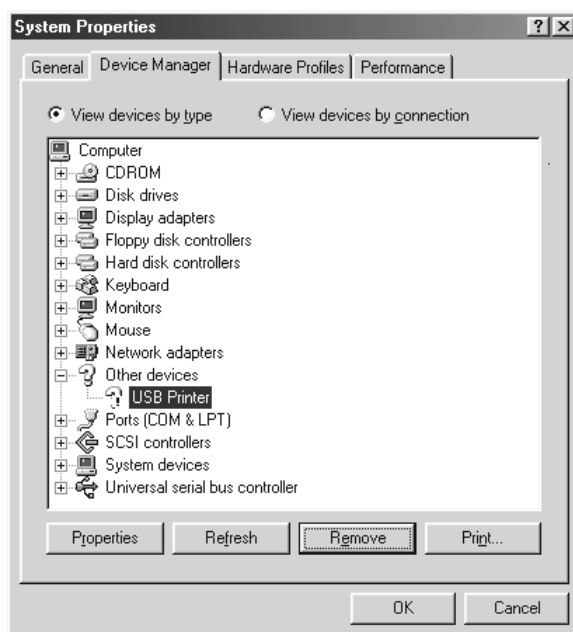 System Properties
General Device Manager Hardware Profiles Performance
View devices by type View devices by connection
Computer
CDROM
Disk drives
Display adapters
Floppy disk controllers
Hard disk controllers
Keyboard
Monitors
Mouse
Network adapters
Other devices
USB Printer
Ports (COM & LPT)
SCSI controllers
System devices
Universal serial bus controller
Properties Refresh Remove Print...
OK Cancel